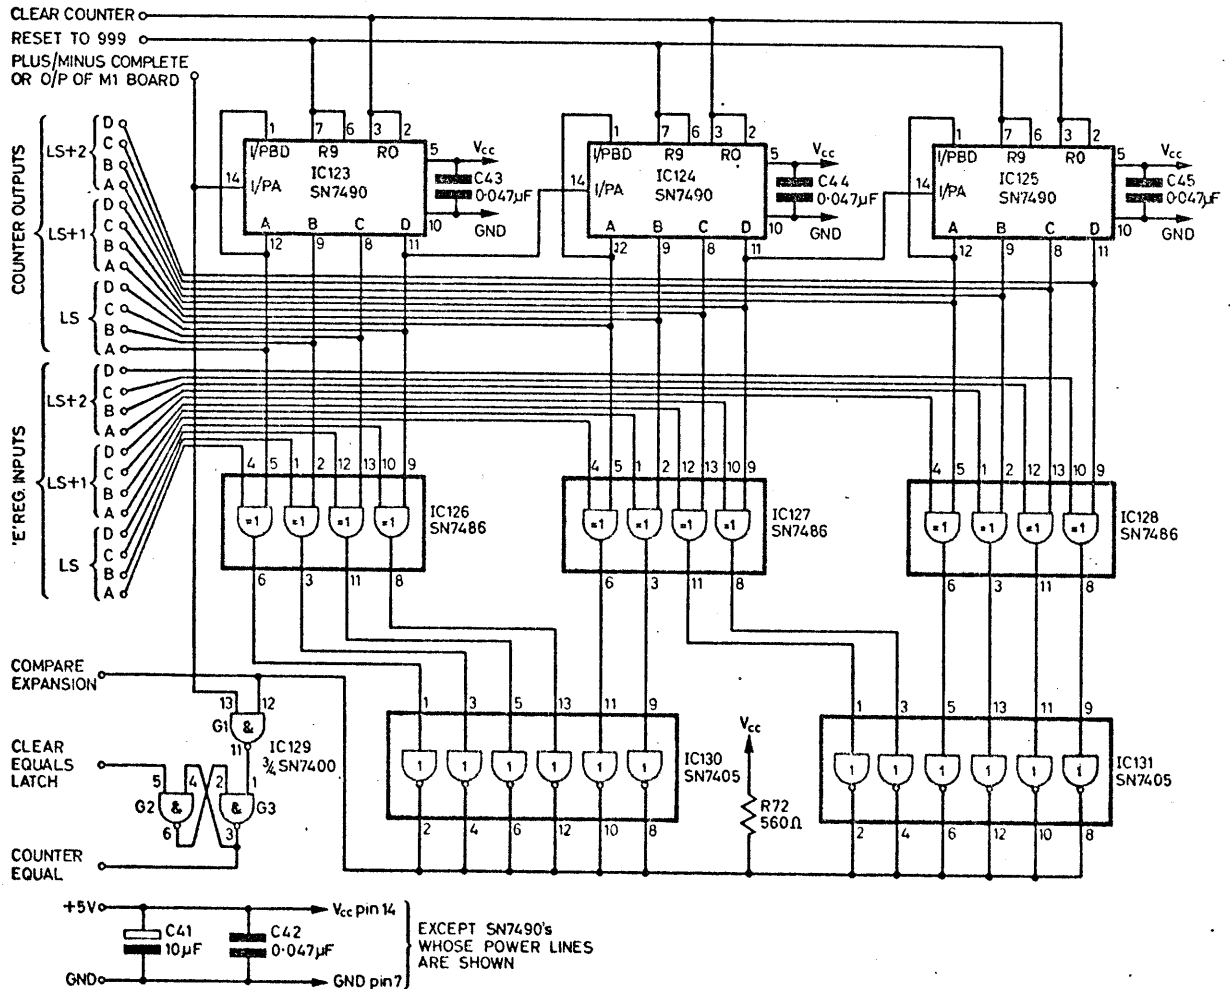 CLEAR COUNTER
RESET TO 999
PLUS/MINUS COMPLETE
OR O/P OF M1 BOARD
COUNTER OUTPUTS
LS+2
D
C
B
A
LS+1
D
C
B
A
LS
D
C
B
A
'E' REG. INPUTS
LS+2
D
C
B
A
LS+1
D
C
B
A
LS
D
C
B
A
1 7 6 3 2
I/PBD R9 R0
14 I/PA
IC123
SN7490
5 Vcc
C43
0·047µF
10 GND
A B C D
12 9 8 11
1 7 6 3 2
I/PBD R9 R0
14 I/PA
IC124
SN7490
5 Vcc
C44
0·047µF
10 GND
A B C D
12 9 8 11
1 7 6 3 2
I/PBD R9 R0
14 I/PA
IC125
SN7490
5 Vcc
C45
0·047µF
10 GND
A B C D
12 9 8 11
4 5 1 2 12 13 10 9
=1 =1 =1 =1
IC126
SN7486
6 3 11 8
4 5 1 2 12 13 10 9
=1 =1 =1 =1
IC127
SN7486
6 3 11 8
4 5 1 2 12 13 10 9
=1 =1 =1 =1
IC128
SN7486
6 3 11 8
COMPARE
EXPANSION
13 12
G1 &
11
IC129
¾SN7400
CLEAR
EQUALS
LATCH
5 4 2 1
G2 & & G3
6 3
COUNTER
EQUAL
1 3 5 13 11 9
1 1 1 1 1 1
IC130
SN7405
2 4 6 12 10 8
Vcc
R72
560Ω
1 3 5 13 11 9
1 1 1 1 1 1
IC131
SN7405
2 4 6 12 10 8
+5V
C41
10µF
C42
0·047µF
Vcc pin 14
GND
GND pin 7
EXCEPT SN7490's
WHOSE POWER LINES
ARE SHOWN